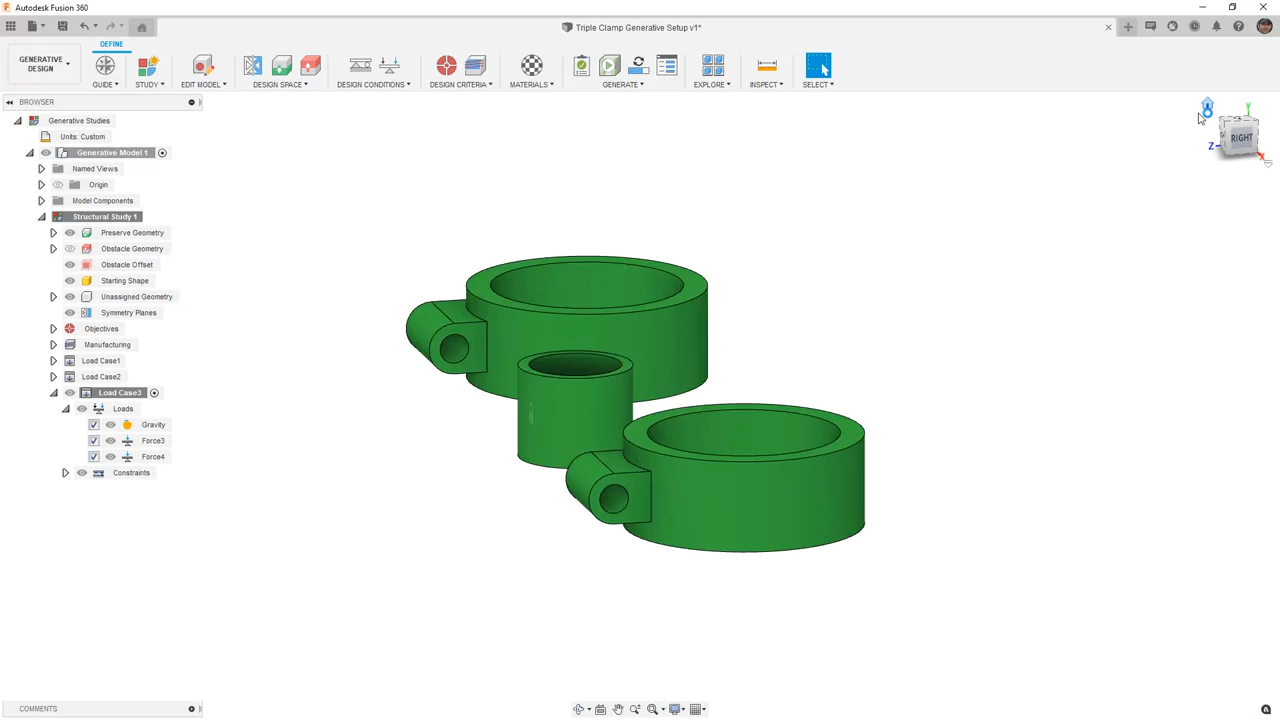 Autodesk Fusion 360
Triple Clamp Generative Setup v1*
DEFINE
GENERATIVE
DESIGN
GUIDE
STUDY
EDIT MODEL
DESIGN SPACE
DESIGN CONDITIONS
DESIGN CRITERIA
MATERIALS
GENERATE
EXPLORE
INSPECT
SELECT
BROWSER
Generative Studies
Units: Custom
Generative Model 1
Named Views
Origin
Model Components
Structural Study 1
Preserve Geometry
Obstacle Geometry
Obstacle Offset
Starting Shape
Unassigned Geometry
Symmetry Planes
Objectives
Manufacturing
Load Case1
Load Case2
Load Case3
Loads
Gravity
Force3
Force4
Constraints
Y
RIGHT
Z
X
COMMENTS